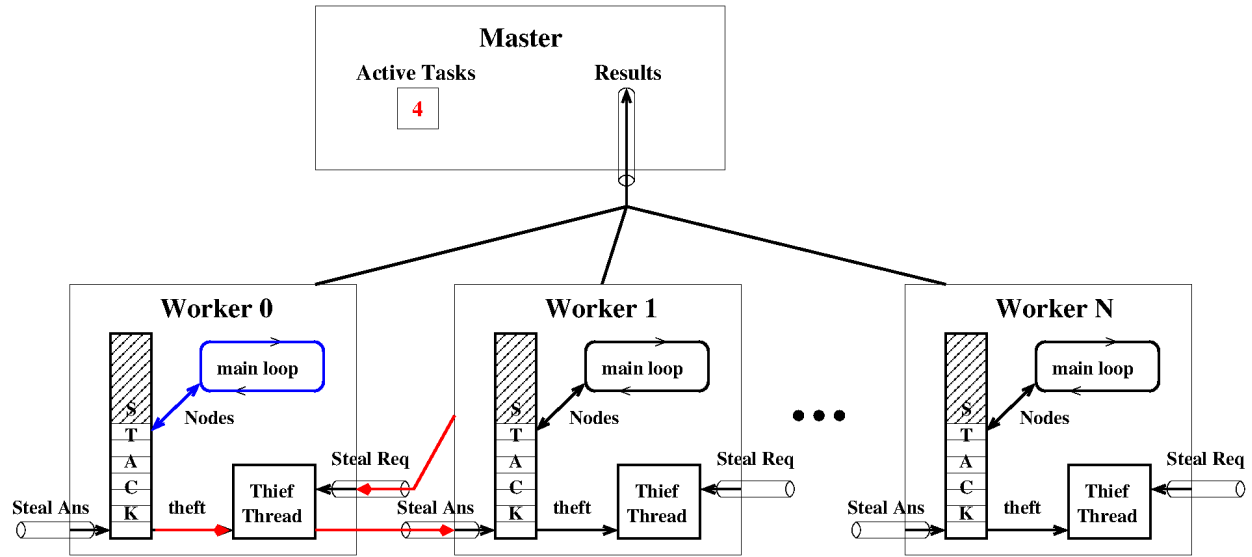 Master
Active Tasks
Results
4
Worker 0
Worker 1
Worker N
main loop
main loop
main loop
S
T
A
C
K
S
T
A
C
K
S
T
A
C
K
Nodes
Nodes
Nodes
Steal Req
Steal Req
Steal Req
Steal Ans
theft
Thief
Thread
Steal Ans
theft
Thief
Thread
Steal Ans
theft
Thief
Thread